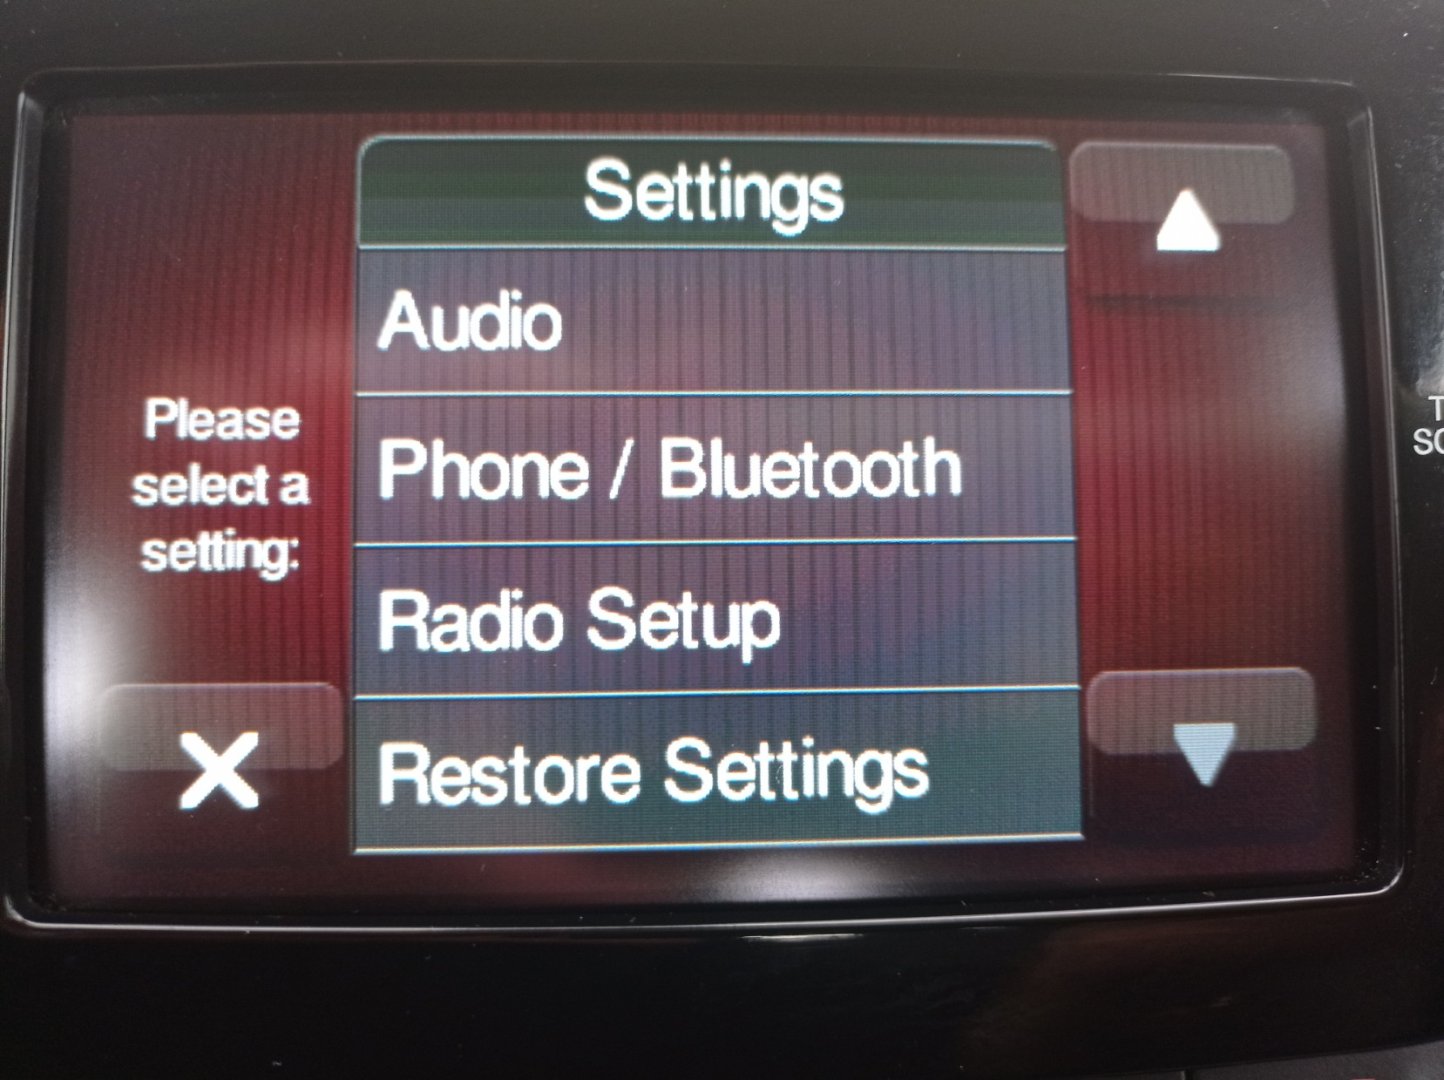 Settings
Audio
Please
select a
setting:
Phone / Bluetooth
Radio Setup
Restore Settings